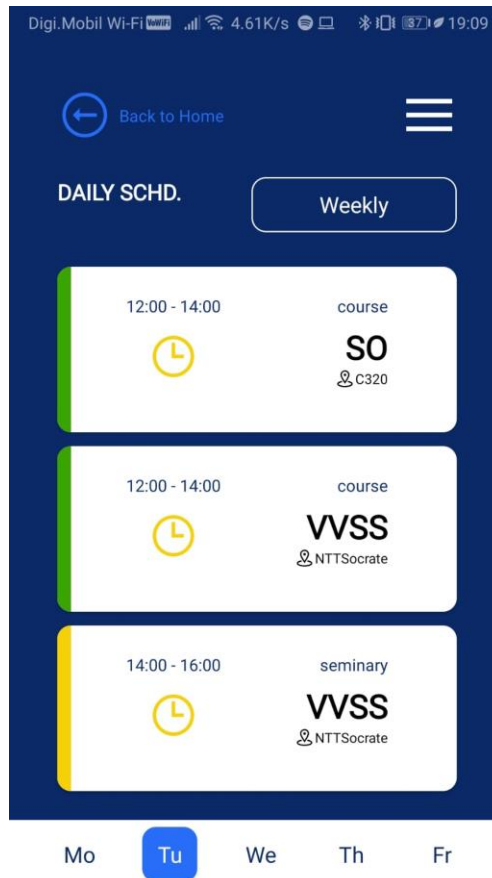 Digi.Mobil Wi-Fi VoWiFi 4.61K/s 37 19:09
Back to Home
DAILY SCHD.
Weekly
12:00 - 14:00 course
SO
C320
12:00 - 14:00 course
VVSS
NTTSocrate
14:00 - 16:00 seminary
VVSS
NTTSocrate
Mo Tu We Th Fr